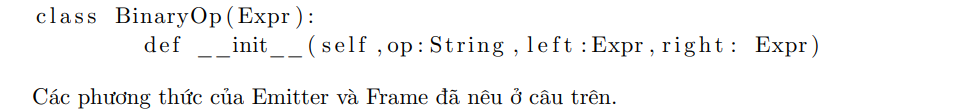 class BinaryOp(Expr):
def __init__(self,op:String,left:Expr,right: Expr)
Các phương thức của Emitter và Frame đã nêu ở câu trên.